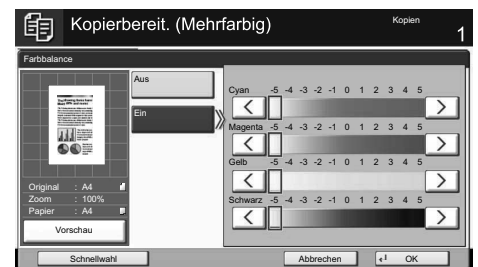 Kopierbereit. (Mehrfarbig)
Kopien
1
Farbbalance
Aus
Ein
Cyan -5 -4 -3 -2 -1 0 1 2 3 4 5
Magenta -5 -4 -3 -2 -1 0 1 2 3 4 5
Gelb -5 -4 -3 -2 -1 0 1 2 3 4 5
Schwarz -5 -4 -3 -2 -1 0 1 2 3 4 5
Original : A4
Zoom : 100%
Papier : A4
Vorschau
Schnellwahl
Abbrechen
OK